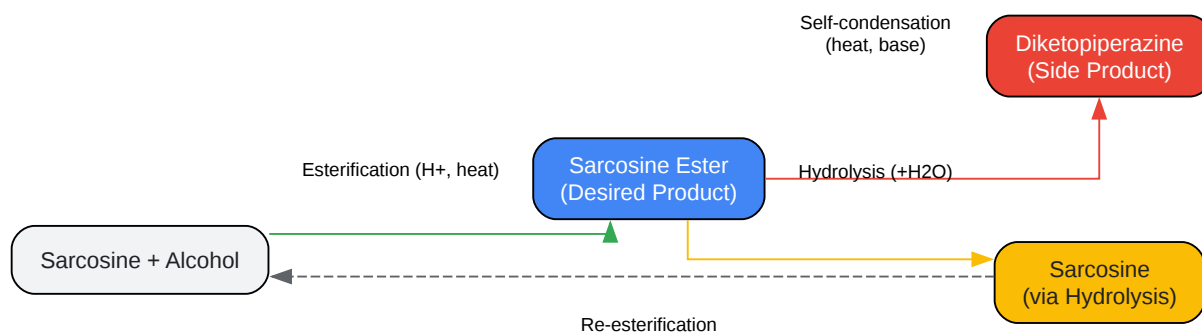 Self-condensation
(heat, base)
Diketopiperazine
(Side Product)
Esterification (H+, heat)
Sarcosine Ester
(Desired Product)
Hydrolysis (+H2O)
Sarcosine + Alcohol
Sarcosine
(via Hydrolysis)
Re-esterification